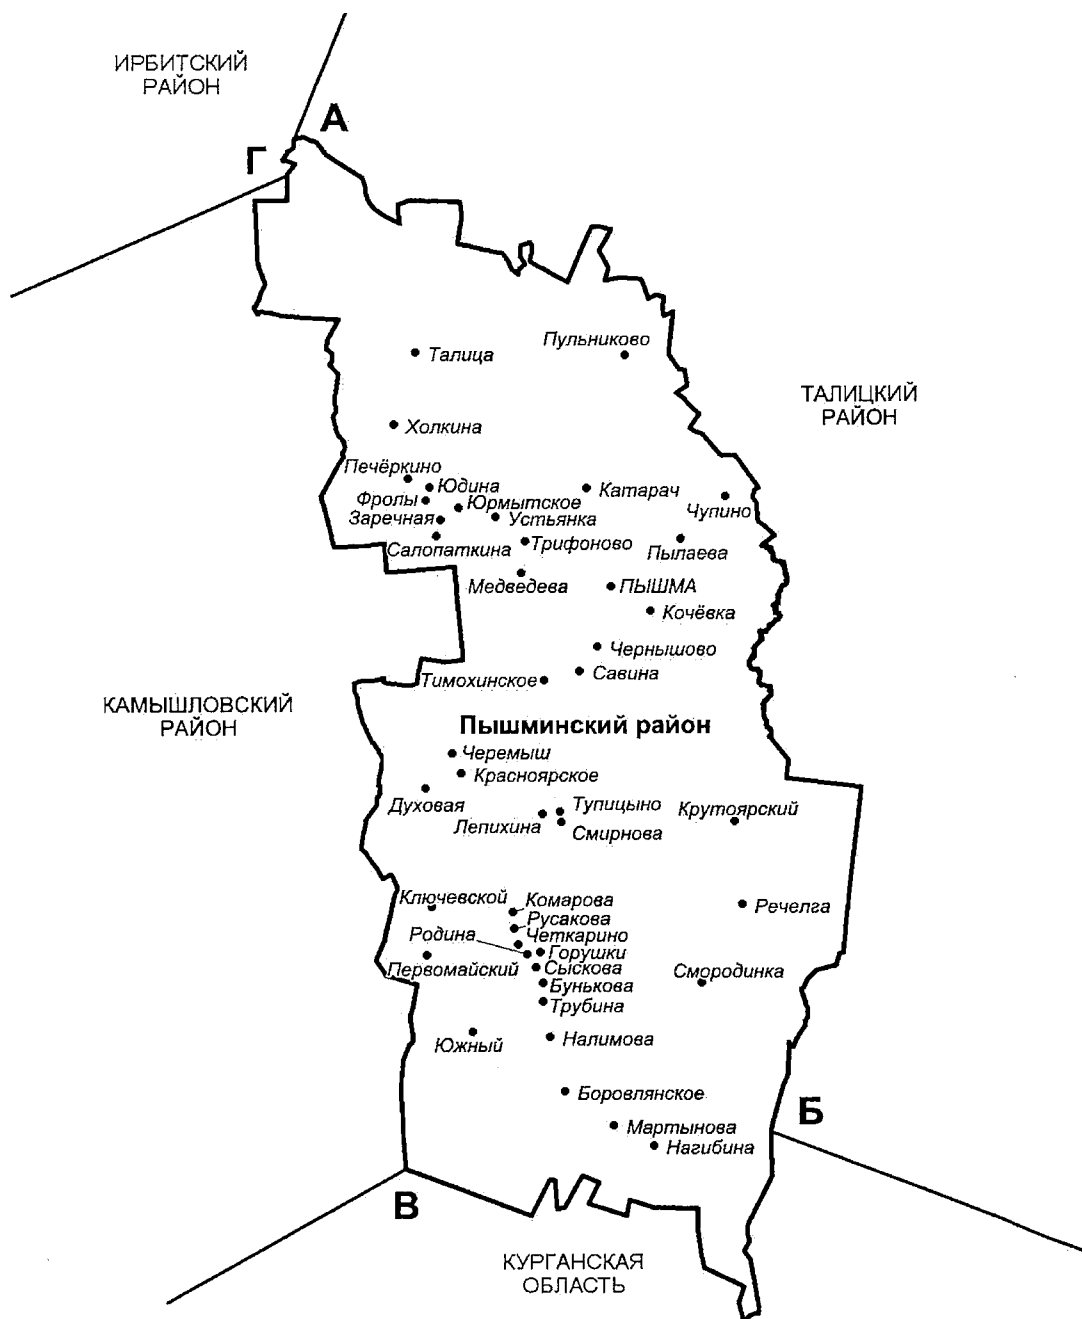 ИРБИТСКИЙ
РАЙОН
А
Г
Пульниково
Талица
ТАЛИЦКИЙ
РАЙОН
Холкина
Печёркино
Юдина
Катарач
Фролы
Юрмытское
Чупино
Заречная
Устьянка
Салопаткина
Трифоново
Пылаева
Медведева
ПЫШМА
Кочёвка
Чернышово
Савина
Тимохинское
КАМЫШЛОВСКИЙ
РАЙОН
Пышминский район
Черемыш
Красноярское
Духовая
Тупицыно
Крутоярский
Лепихина
Смирнова
Ключевской
Комарова
Речелга
Русакова
Родина
Четкарино
Горушки
Первомайский
Сыскова
Смородинка
Бунькова
Трубина
Южный
Налимова
Боровлянское
Б
Мартынова
Нагибина
В
КУРГАНСКАЯ
ОБЛАСТЬ